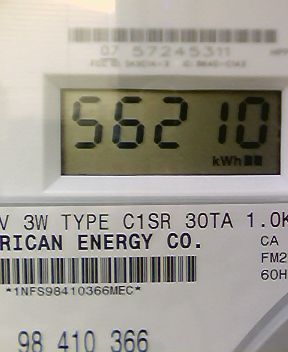 07 57245311
56210
kWh
V 3W TYPE C1SR 30TA 1.0K
RICAN ENERGY CO.
CA
FM2
60H
*1NFS98410366MEC*
98 410 366